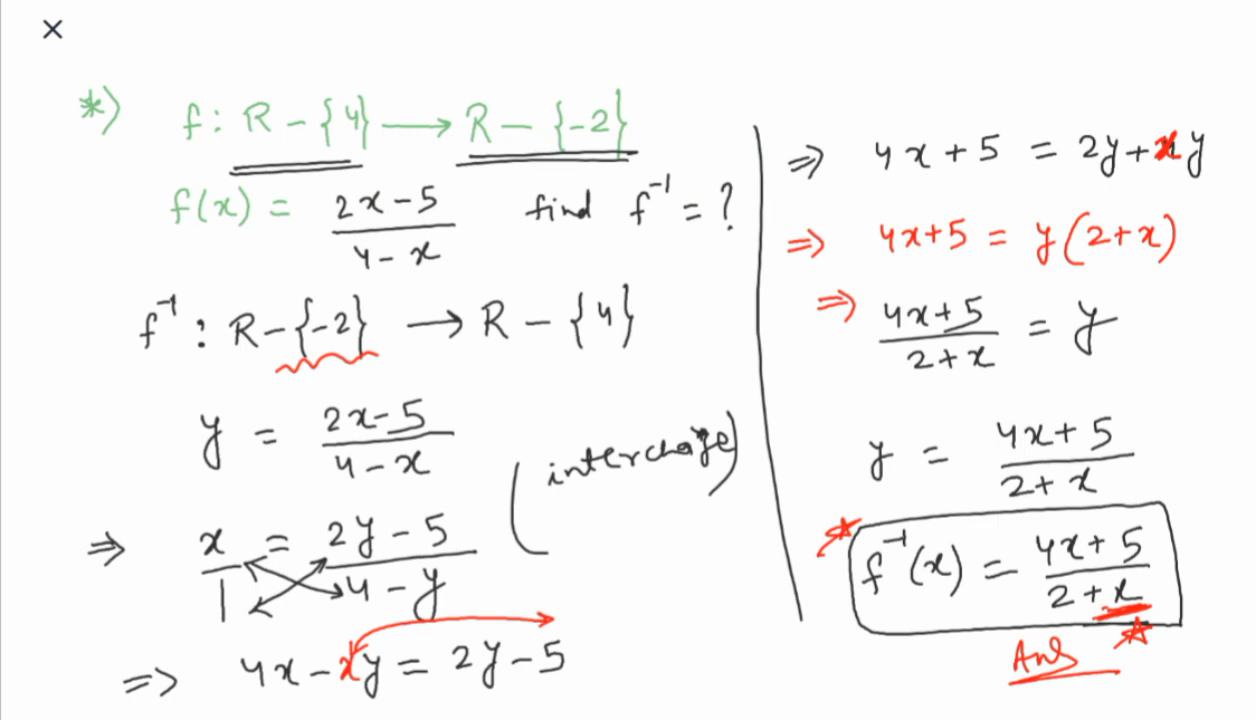 *) f : R - {4} → R - {-2}
f(x) = (2x-5)/(4-x) find f⁻¹ = ?
f⁻¹ : R - {-2} → R - {4}
y = (2x-5)/(4-x)
(interchage)
⇒ x/1 = (2y-5)/(4-y)
⇒ 4x - xy = 2y - 5
⇒ 4x + 5 = 2y + xy
⇒ 4x+5 = y(2+x)
⇒ (4x+5)/(2+x) = y
y = (4x+5)/(2+x)
f⁻¹(x) = (4x+5)/(2+x)
Ans